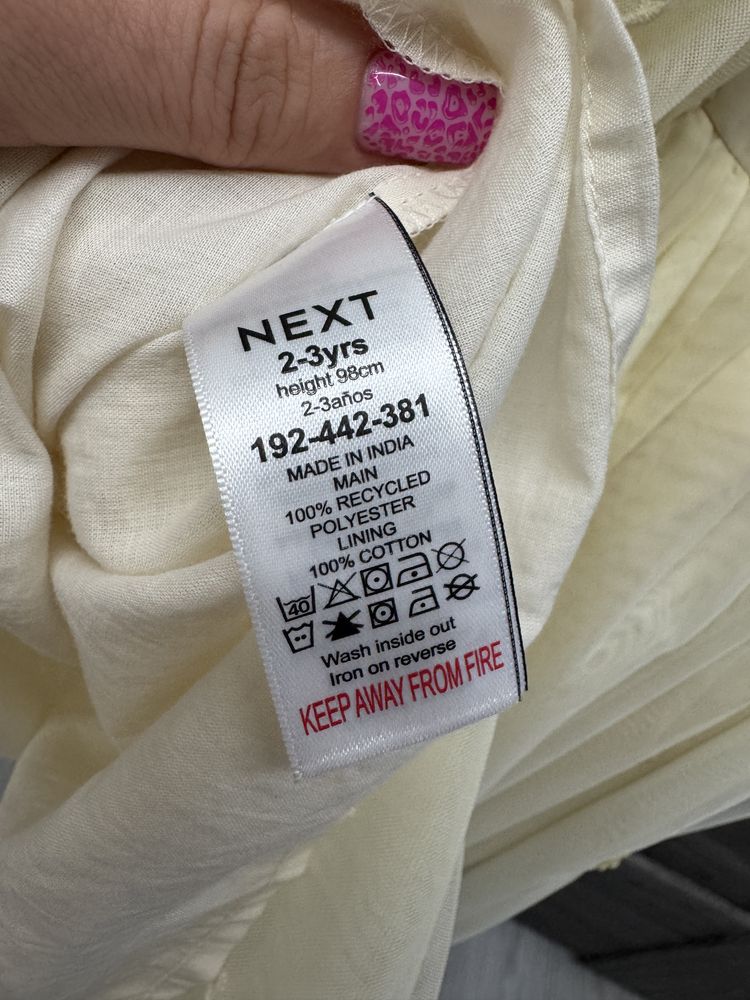 NEXT
2-3yrs
height 98cm
2-3años
192-442-381
MADE IN INDIA
MAIN
100% RECYCLED
POLYESTER
LINING
100% COTTON
40
Wash inside out
Iron on reverse
KEEP AWAY FROM FIRE